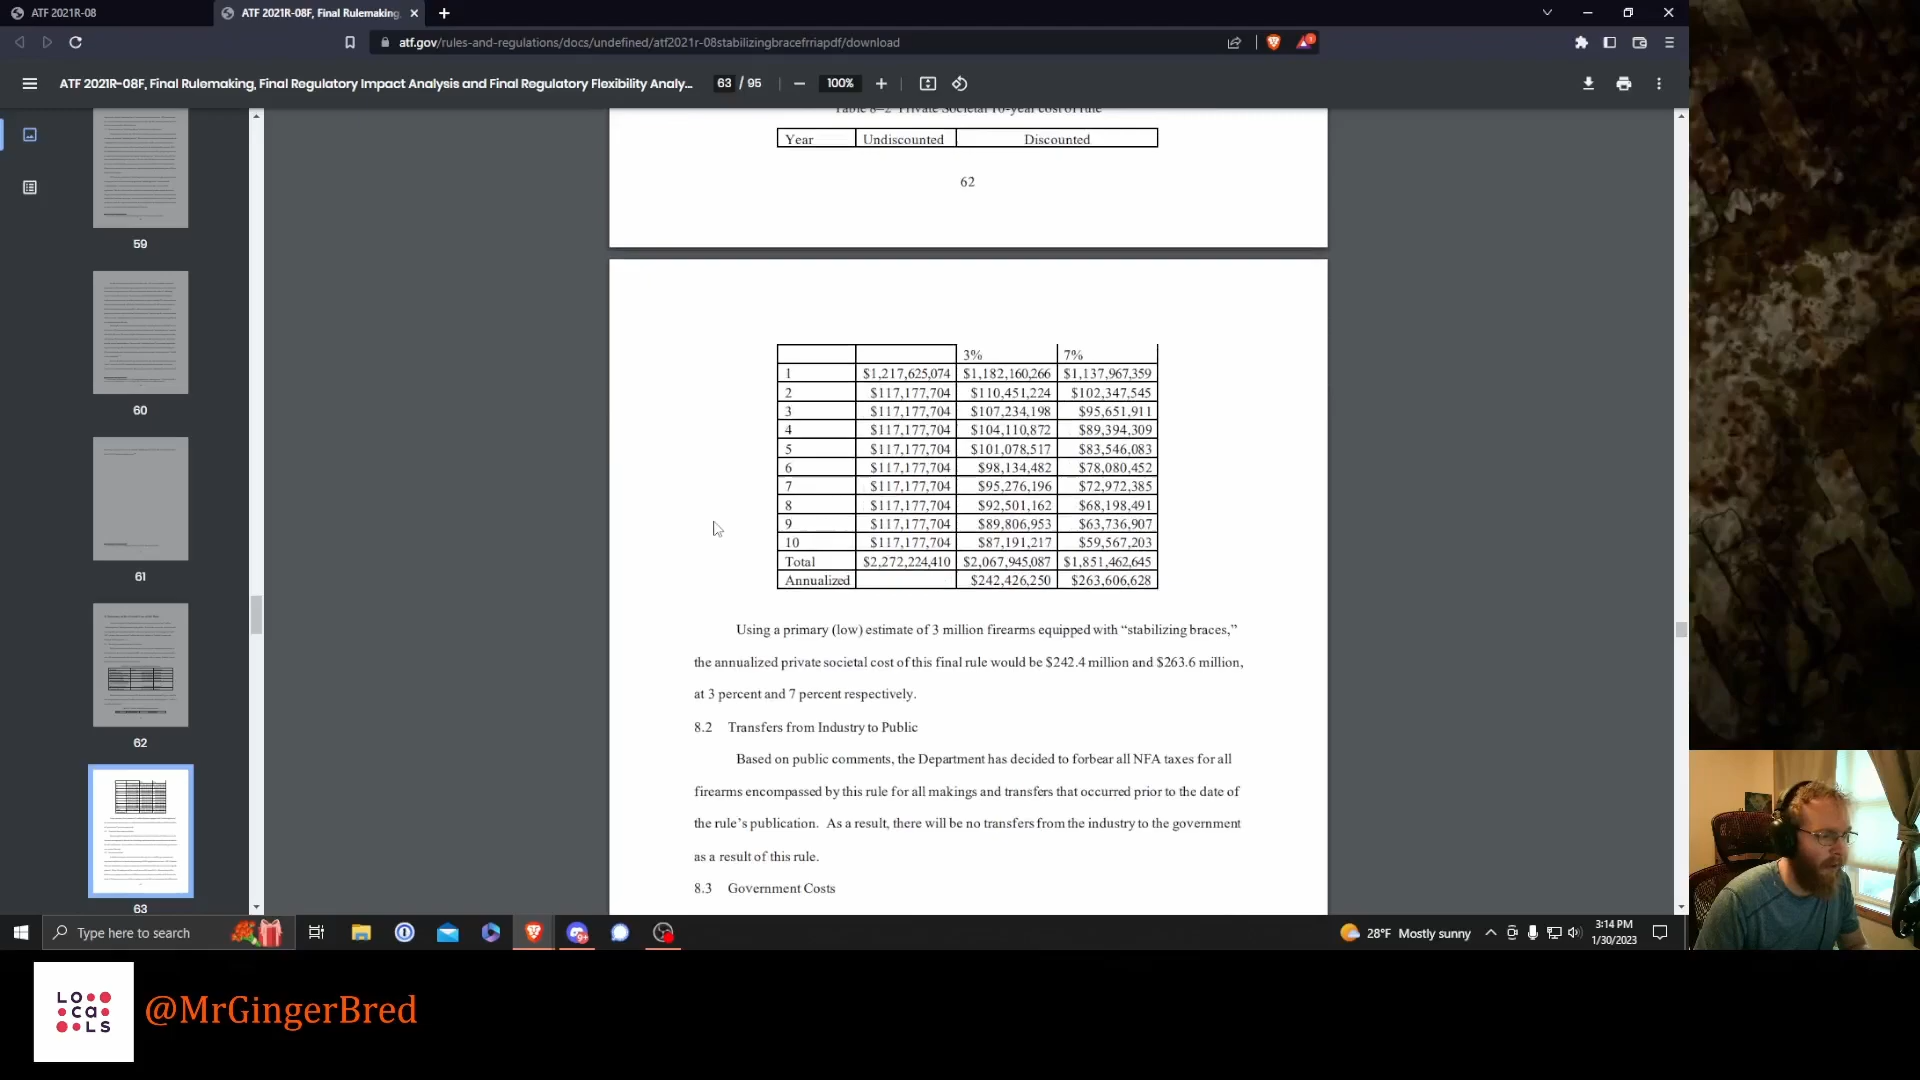 ATF 2021R-08
ATF 2021R-08F, Final Rulemaking,
atf.gov/rules-and-regulations/docs/undefined/atf2021r-08stabilizingbracefrriapdf/download
ATF 2021R-08F, Final Rulemaking, Final Regulatory Impact Analysis and Final Regulatory Flexibility Analy...
63 / 95
100%
Table 8-2 Private Societal 10-year cost of rule
Year Undiscounted Discounted
62
3% 7%
1 $1,217,625,074 $1,182,160,266 $1,137,967,359
2 $117,177,704 $110,451,224 $102,347,545
3 $117,177,704 $107,234,198 $95,651,911
4 $117,177,704 $104,110,872 $89,394,309
5 $117,177,704 $101,078,517 $83,546,083
6 $117,177,704 $98,134,482 $78,080,452
7 $117,177,704 $95,276,196 $72,972,385
8 $117,177,704 $92,501,162 $68,198,491
9 $117,177,704 $89,806,953 $63,736,907
10 $117,177,704 $87,191,217 $59,567,203
Total $2,272,224,410 $2,067,945,087 $1,851,462,645
Annualized $242,426,250 $263,606,628
Using a primary (low) estimate of 3 million firearms equipped with “stabilizing braces,”
the annualized private societal cost of this final rule would be $242.4 million and $263.6 million,
at 3 percent and 7 percent respectively.
8.2 Transfers from Industry to Public
Based on public comments, the Department has decided to forbear all NFA taxes for all
firearms encompassed by this rule for all makings and transfers that occurred prior to the date of
the rule’s publication. As a result, there will be no transfers from the industry to the government
as a result of this rule.
8.3 Government Costs
59
60
61
62
63
Type here to search
28°F Mostly sunny
3:14 PM
1/30/2023
LO
ca
LS
@MrGingerBred